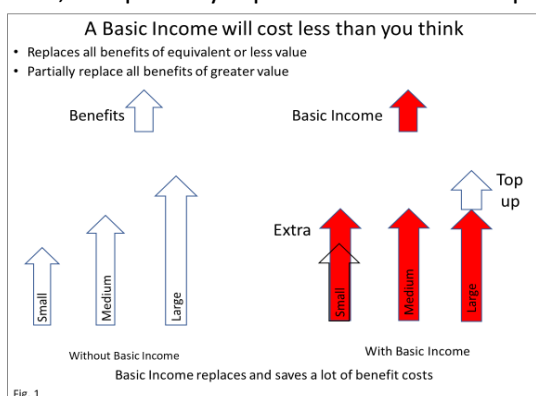 A Basic Income will cost less than you think
• Replaces all benefits of equivalent or less value
• Partially replace all benefits of greater value
Benefits
Basic Income
Top
up
Extra
Small
Medium
Large
Small
Medium
Large
Without Basic Income
With Basic Income
Basic Income replaces and saves a lot of benefit costs
Fig. 1